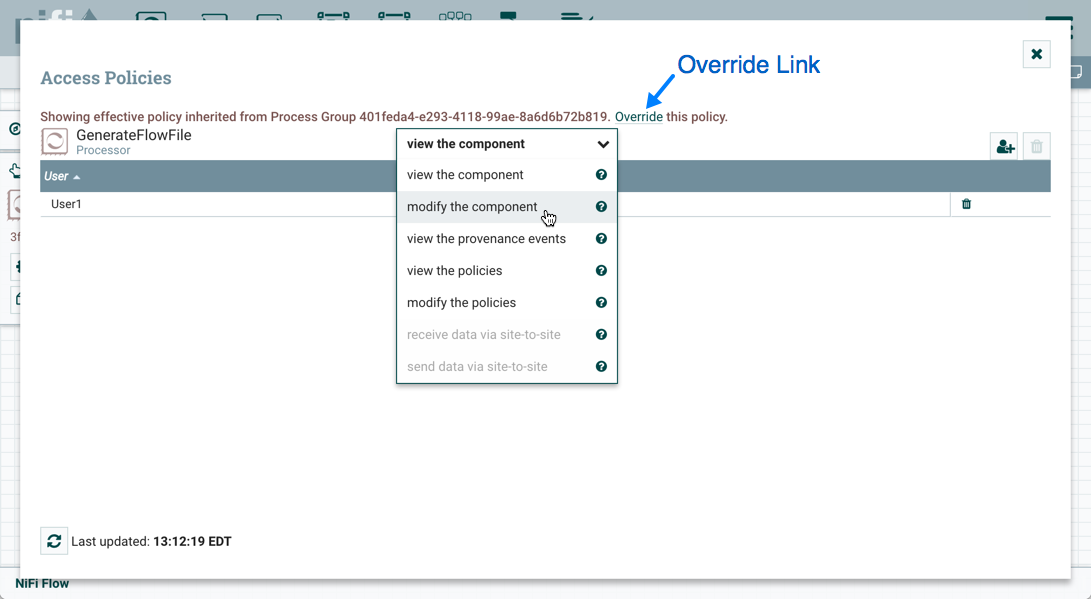 nifi
Override Link
Access Policies
Showing effective policy inherited from Process Group 401feda4-e293-4118-99ae-8a6d6b72b819. Override this policy.
GenerateFlowFile
Processor
view the component
User
view the component
User1
modify the component
view the provenance events
view the policies
modify the policies
receive data via site-to-site
send data via site-to-site
3f
Last updated: 13:12:19 EDT
NiFi Flow